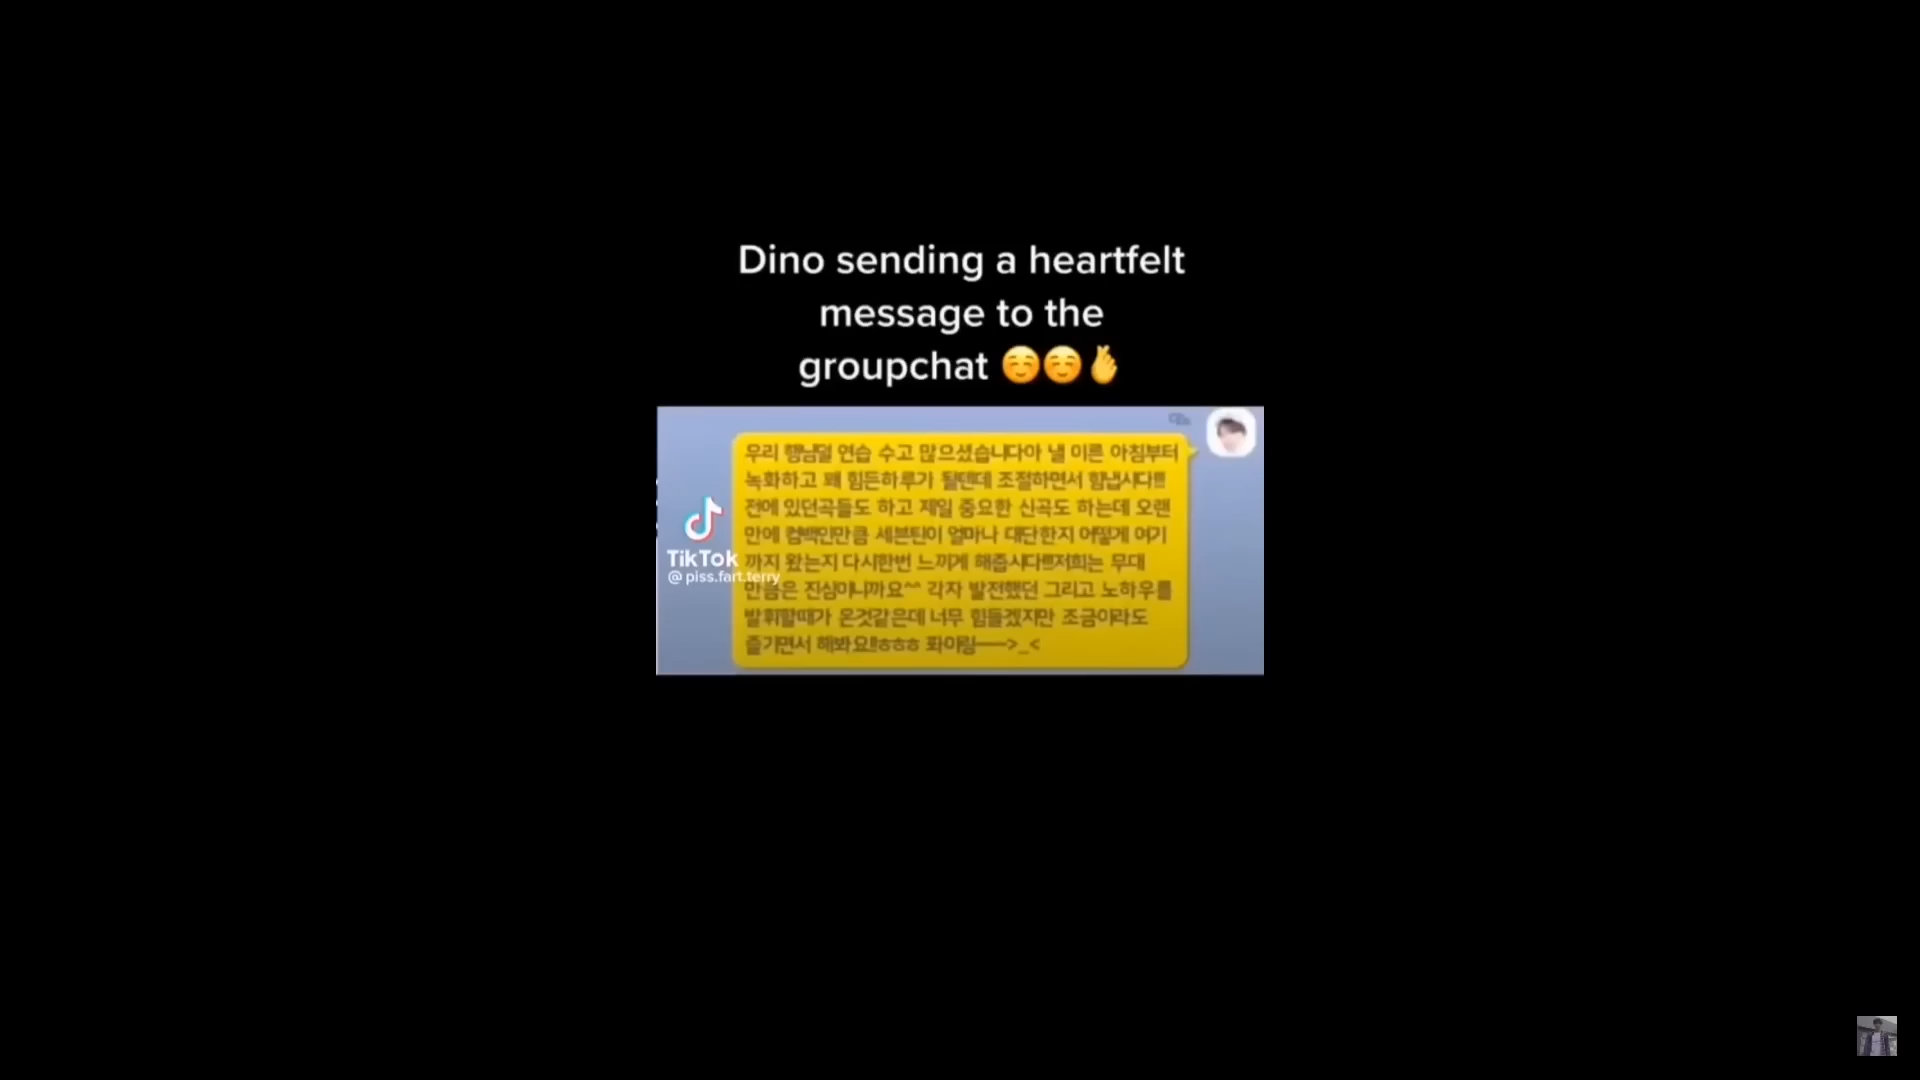 Dino sending a heartfelt
message to the
groupchat ☺️☺️🫰
우리 행님덜 연습 수고 많으셨습니다아 낼 이른 아침부터
녹화하고 꽤 힘든하루가 될텐데 조절하면서 힘냅시다!!!!
전에 있던곡들도 하고 제일 중요한 신곡도 하는데 오랜
만에 컴백인만큼 세븐틴이 얼마나 대단한지 어떻게 여기
까지 왔는지 다시한번 느끼게 해줍시다!!!!저희는 무대
만큼은 진심이니까요^^ 각자 발전했던 그리고 노하우를
발휘할때가 온것같은데 너무 힘들겠지만 조금이라도
즐기면서 해봐요!!ㅎㅎㅎ 퐈이링~~~>_<
TikTok
@piss.fart.terry